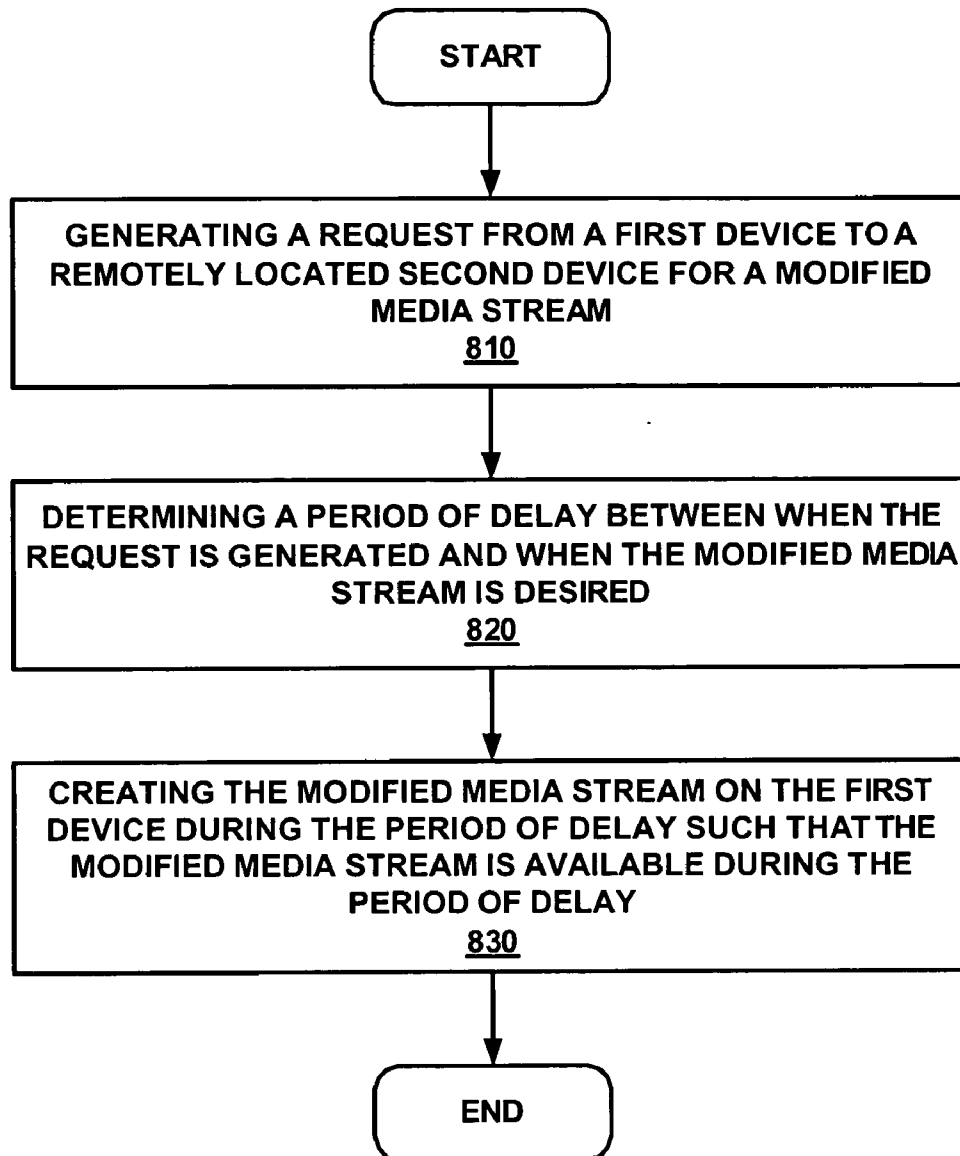 START
GENERATING A REQUEST FROM A FIRST DEVICE TO A
REMOTELY LOCATED SECOND DEVICE FOR A MODIFIED
MEDIA STREAM
810
DETERMINING A PERIOD OF DELAY BETWEEN WHEN THE
REQUEST IS GENERATED AND WHEN THE MODIFIED MEDIA
STREAM IS DESIRED
820
CREATING THE MODIFIED MEDIA STREAM ON THE FIRST
DEVICE DURING THE PERIOD OF DELAY SUCH THAT THE
MODIFIED MEDIA STREAM IS AVAILABLE DURING THE
PERIOD OF DELAY
830
END